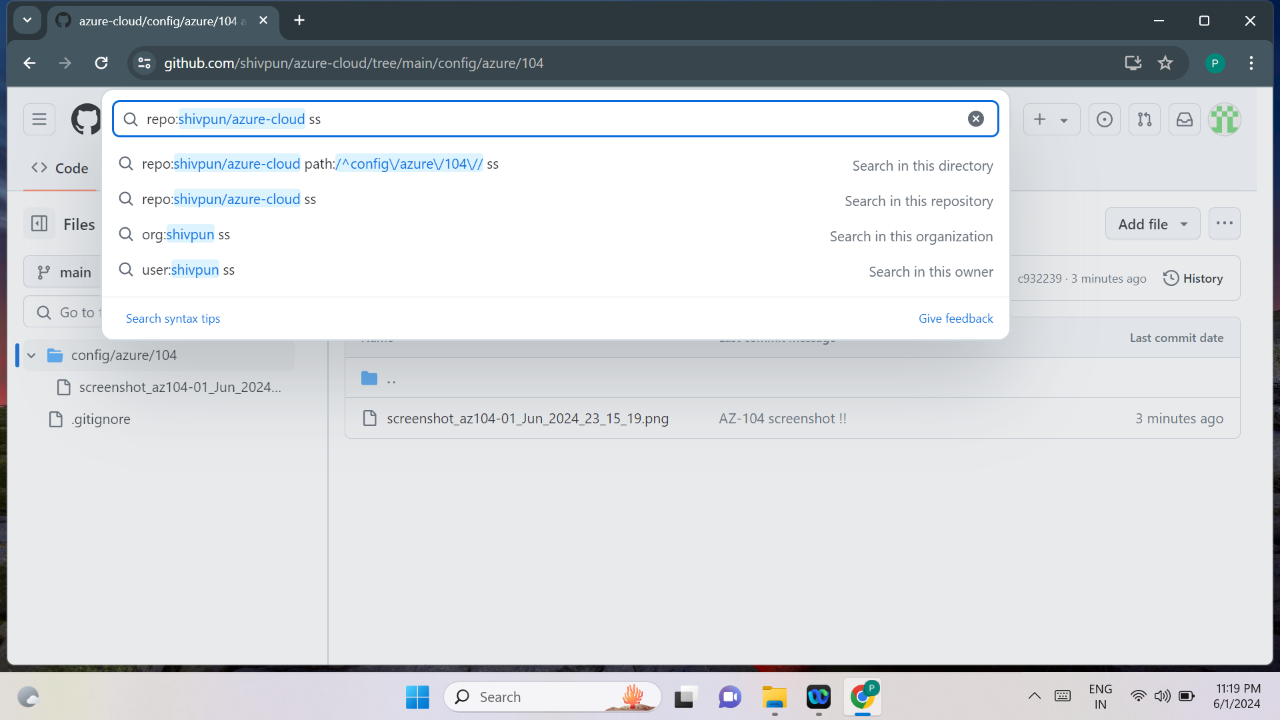 azure-cloud/config/azure/104 a
github.com/shivpun/azure-cloud/tree/main/config/azure/104
P
repo:shivpun/azure-cloud ss
repo:shivpun/azure-cloud path:/^config\/azure\/104\// ss
Search in this directory
repo:shivpun/azure-cloud ss
Search in this repository
org:shivpun ss
Search in this organization
user:shivpun ss
Search in this owner
Search syntax tips
Give feedback
Code
Files
Add file
main
c932239 · 3 minutes ago
History
Go to
Name
Last commit message
Last commit date
config/azure/104
..
screenshot_az104-01_Jun_2024...
screenshot_az104-01_Jun_2024_23_15_19.png
AZ-104 screenshot !!
3 minutes ago
.gitignore
Search
P
ENG
IN
11:19 PM
6/1/2024